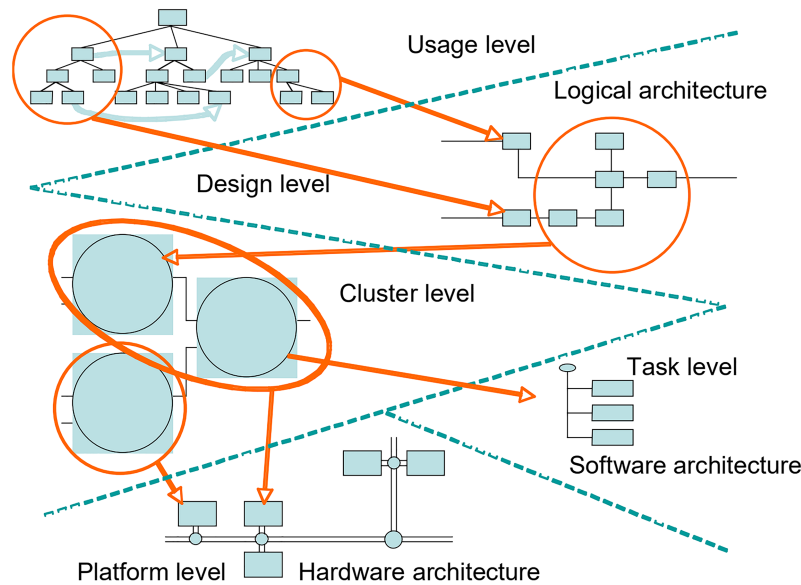 Usage level
Logical architecture
Design level
Cluster level
Task level
Software architecture
Platform level
Hardware architecture